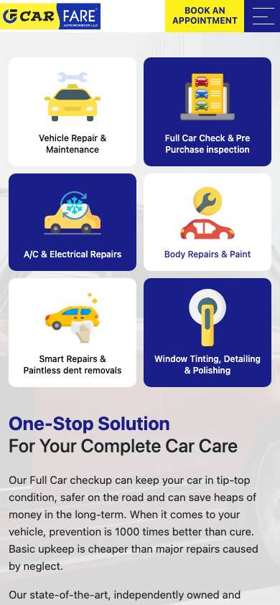 CAR FARE
BOOK AN
APPOINTMENT
Vehicle Repair &
Maintenance
Full Car Check & Pre
Purchase inspection
A/C & Electrical Repairs
Body Repairs & Paint
Smart Repairs &
Paintless dent removals
Window Tinting, Detailing
& Polishing
One-Stop Solution
For Your Complete Car Care
Our Full Car checkup can keep your car in tip-top
condition, safer on the road and can save heaps of
money in the long-term. When it comes to your
vehicle, prevention is 1000 times better than cure.
Basic upkeep is cheaper than major repairs caused
by neglect.
Our state-of-the-art, independently owned and